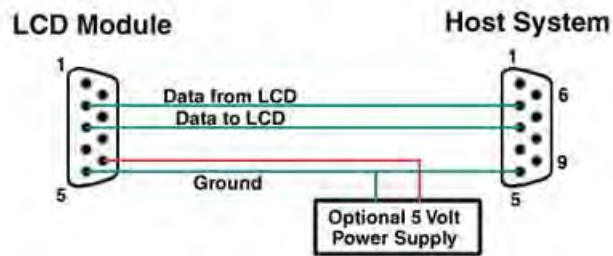 LCD Module
Host System
1
1
6
Data from LCD
Data to LCD
9
5
Ground
5
Optional 5 Volt
Power Supply